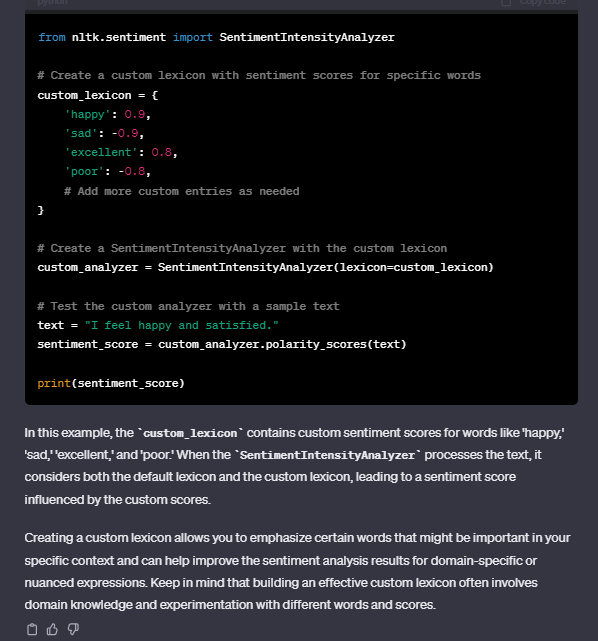 python Copy code
from nltk.sentiment import SentimentIntensityAnalyzer
# Create a custom lexicon with sentiment scores for specific words
custom_lexicon = {
'happy': 0.9,
'sad': -0.9,
'excellent': 0.8,
'poor': -0.8,
# Add more custom entries as needed
}
# Create a SentimentIntensityAnalyzer with the custom lexicon
custom_analyzer = SentimentIntensityAnalyzer(lexicon=custom_lexicon)
# Test the custom analyzer with a sample text
text = "I feel happy and satisfied."
sentiment_score = custom_analyzer.polarity_scores(text)
print(sentiment_score)
In this example, the `custom_lexicon` contains custom sentiment scores for words like 'happy,'
'sad,' 'excellent,' and 'poor.' When the `SentimentIntensityAnalyzer` processes the text, it
considers both the default lexicon and the custom lexicon, leading to a sentiment score
influenced by the custom scores.
Creating a custom lexicon allows you to emphasize certain words that might be important in your
specific context and can help improve the sentiment analysis results for domain-specific or
nuanced expressions. Keep in mind that building an effective custom lexicon often involves
domain knowledge and experimentation with different words and scores.